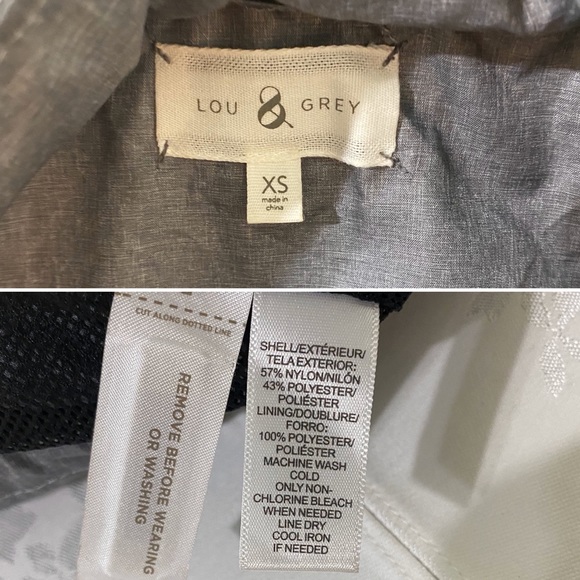 LOU & GREY
XS
made in
china
CUT ALONG DOTTED LINE
REMOVE BEFORE WEARING
OR WASHING
SHELL/EXTÉRIEUR/
TELA EXTERIOR:
57% NYLON/NILÓN
43% POLYESTER/
POLIÉSTER
LINING/DOUBLURE/
FORRO:
100% POLYESTER/
POLIÉSTER
MACHINE WASH
COLD
ONLY NON-
CHLORINE BLEACH
WHEN NEEDED
LINE DRY
COOL IRON
IF NEEDED